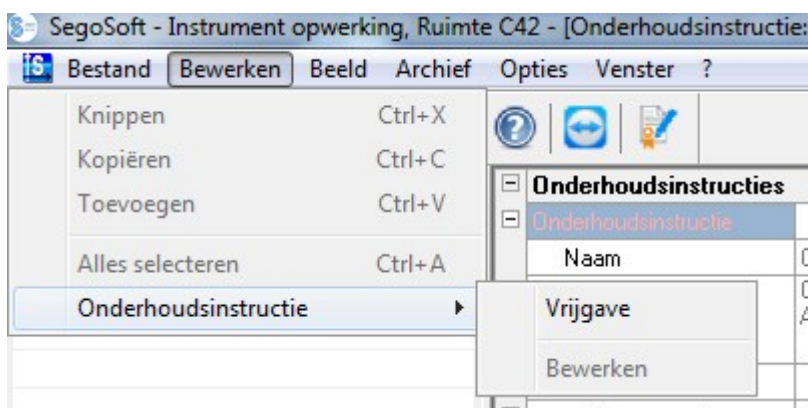 SegoSoft - Instrument opwerking, Ruimte C42 - [Onderhoudsinstructie:
Bestand Bewerken Beeld Archief Opties Venster ?
Knippen Ctrl+X
Kopiëren Ctrl+C
Toevoegen Ctrl+V
Alles selecteren Ctrl+A
Onderhoudsinstructie
Vrijgave
Bewerken
Onderhoudsinstructies
Onderhoudsinstructie
Naam